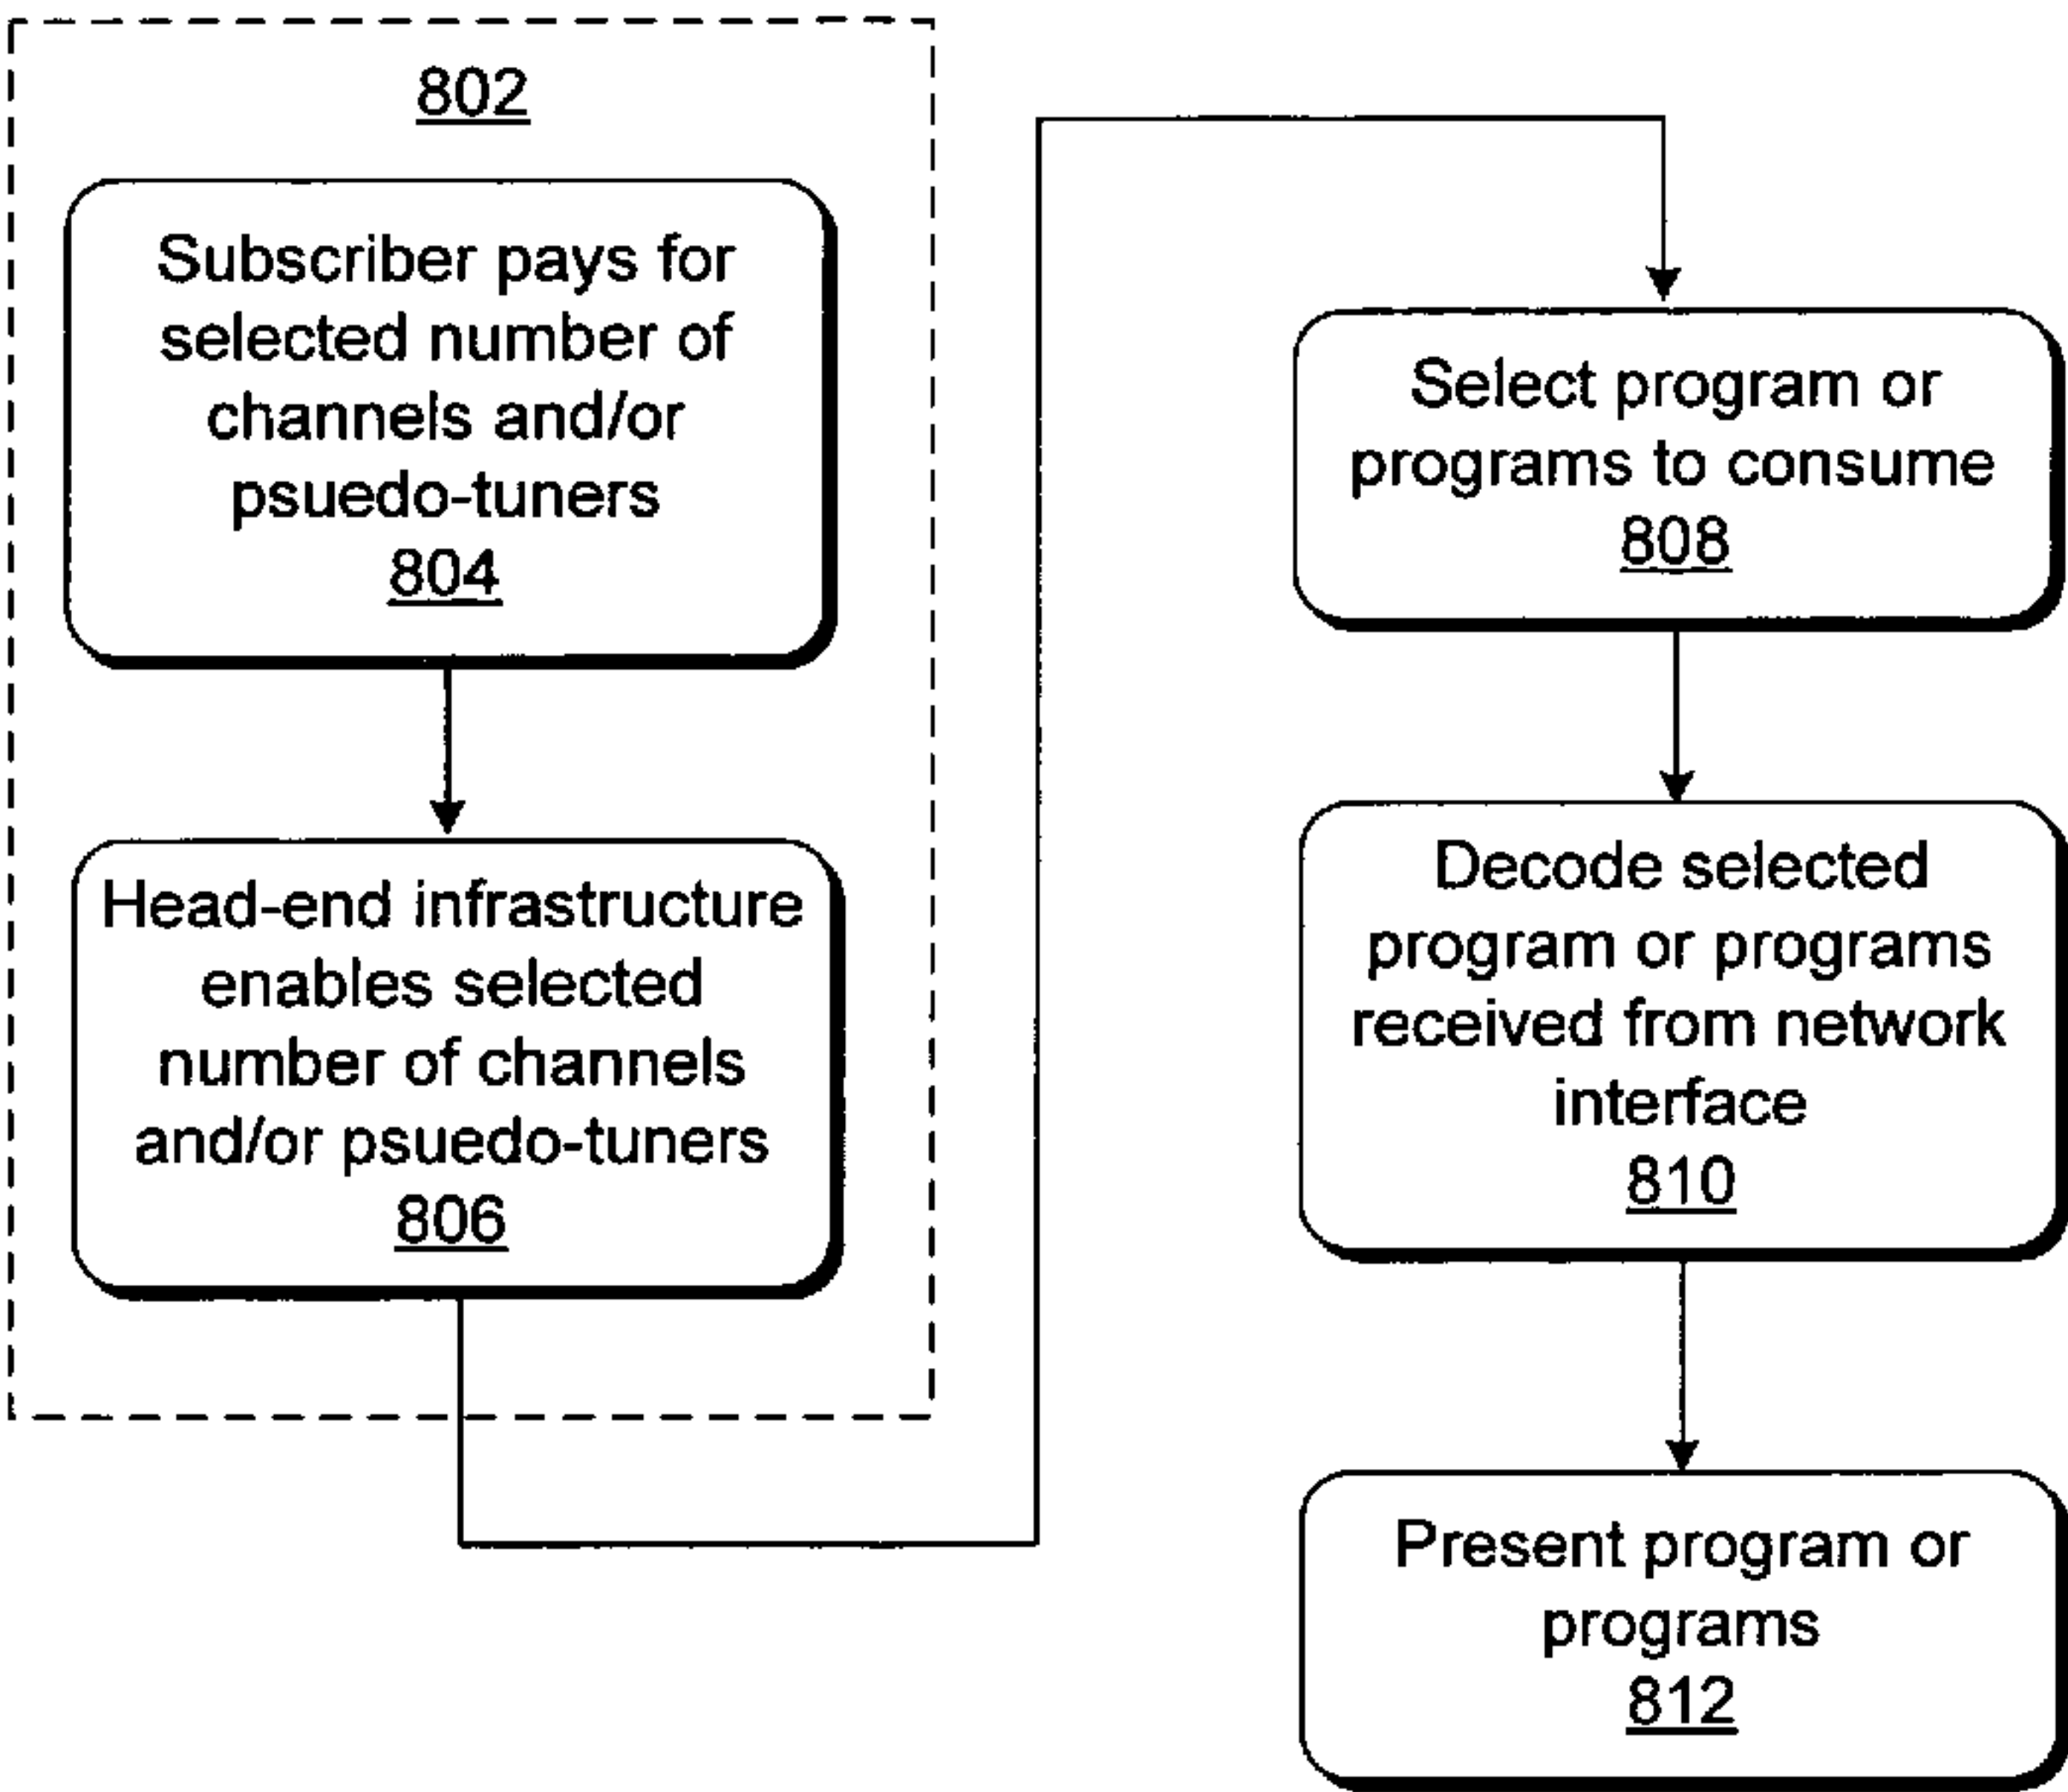 802
Subscriber pays for
selected number of
channels and/or
psuedo-tuners
804
Head-end infrastructure
enables selected
number of channels
and/or psuedo-tuners
806
Select program or
programs to consume
808
Decode selected
program or programs
received from network
interface
810
Present program or
programs
812